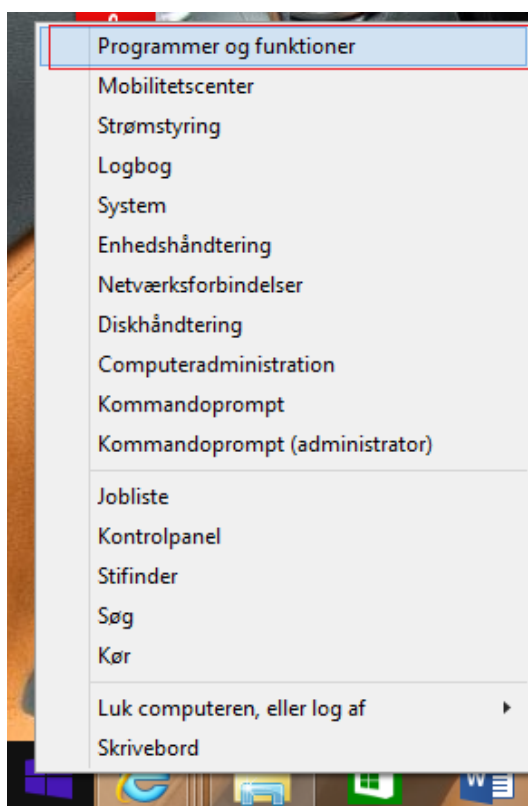 Programmer og funktioner
Mobilitetscenter
Strømstyring
Logbog
System
Enhedshåndtering
Netværksforbindelser
Diskhåndtering
Computeradministration
Kommandoprompt
Kommandoprompt (administrator)
Jobliste
Kontrolpanel
Stifinder
Søg
Kør
Luk computeren, eller log af
Skrivebord